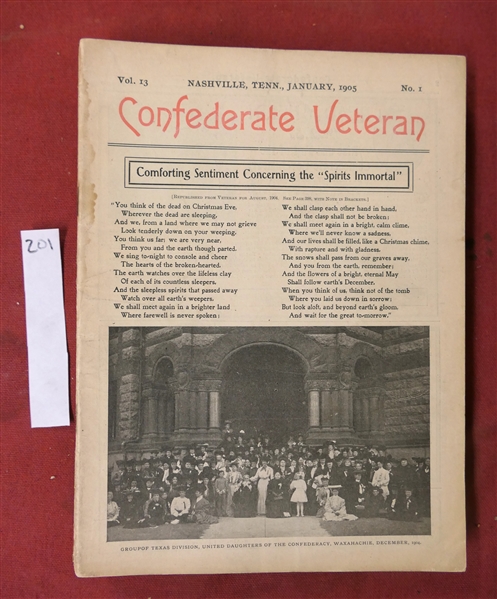 Vol. 13 NASHVILLE, TENN., JANUARY, 1905 No. 1
Confederate Veteran
Comforting Sentiment Concerning the "Spirits Immortal"
[REPUBLISHED FROM VETERAN FOR AUGUST, SEE PAGE WITH NOTE IN BRACKETS.]
"You think of the dead on Christmas Eve,
Wherever the dead are sleeping,
And we, from a land where we may not grieve
Look tenderly down on your weeping.
You think us far; we are very near,
From you and the earth though parted.
We sing to-night to console and cheer
The hearts of the broken-hearted.
The earth watches over the lifeless clay
Of each of its countless sleepers,
And the sleepless spirits that passed away
Watch over all earth's weepers.
We shall meet again in a brighter land
Where farewell is never spoken;
We shall clasp each other hand in hand,
And the clasp shall not be broken;
We shall meet again in a bright, calm clime,
Where we'll never know a sadness,
And our lives shall be filled, like a Christmas chime,
With rapture and with gladness.
The snows shall pass from our graves away,
And you from the earth, remember;
And the flowers of a bright, eternal May
Shall follow earth's December.
When you think of us, think not of the tomb
Where you laid us down in sorrow;
But look aloft, and beyond earth's gloom,
And wait for the great to-morrow."
GROUP OF TEXAS DIVISION, UNITED DAUGHTERS OF THE CONFEDERACY, WAXAHACHIE, DECEMBER,
201